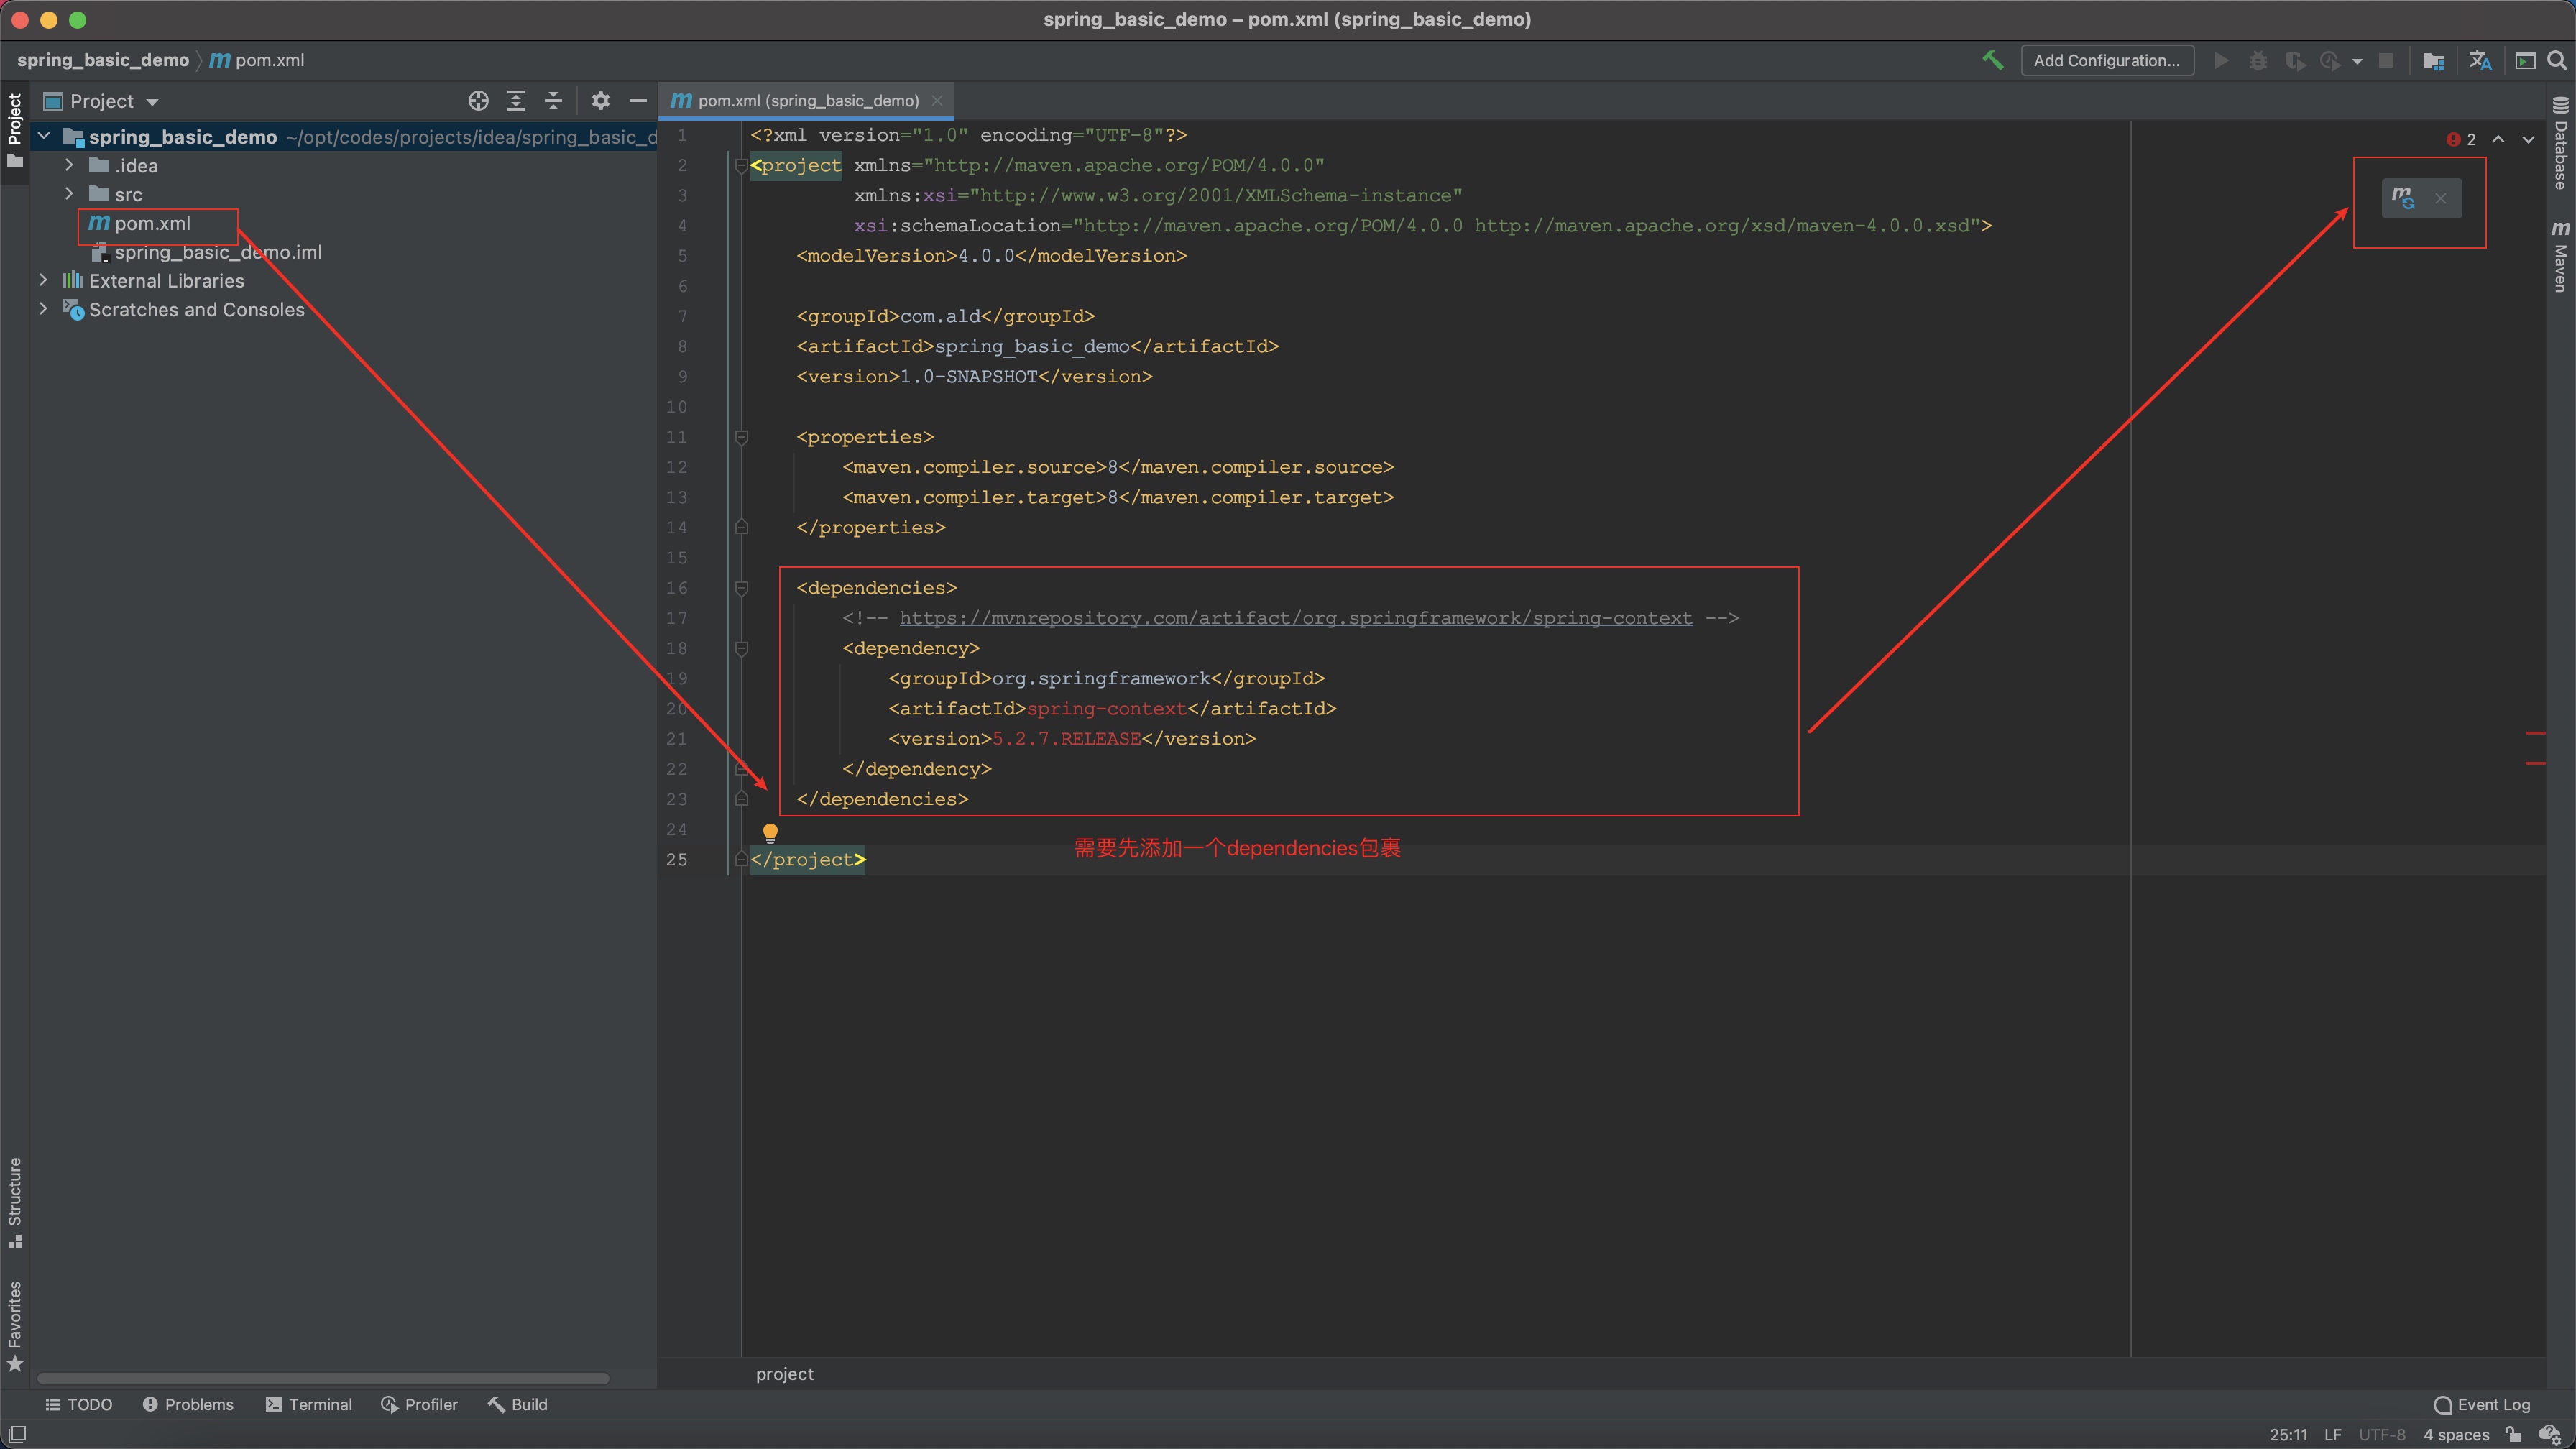 spring_basic_demo – pom.xml (spring_basic_demo)
spring_basic_demo 〉 m pom.xml
Add Configuration...
Project
Project
spring_basic_demo ~/opt/codes/projects/idea/spring_basic_d
.idea
src
m pom.xml
spring_basic_demo.iml
External Libraries
Scratches and Consoles
Structure
Favorites
m pom.xml (spring_basic_demo)
2
Database
m Maven
m
1 <?xml version="1.0" encoding="UTF-8"?>
2 <project xmlns="http://maven.apache.org/POM/4.0.0"
3 xmlns:xsi="http://www.w3.org/2001/XMLSchema-instance"
4 xsi:schemaLocation="http://maven.apache.org/POM/4.0.0 http://maven.apache.org/xsd/maven-4.0.0.xsd">
5 <modelVersion>4.0.0</modelVersion>
6
7 <groupId>com.ald</groupId>
8 <artifactId>spring_basic_demo</artifactId>
9 <version>1.0-SNAPSHOT</version>
10
11 <properties>
12 <maven.compiler.source>8</maven.compiler.source>
13 <maven.compiler.target>8</maven.compiler.target>
14 </properties>
15
16 <dependencies>
17 <!-- https://mvnrepository.com/artifact/org.springframework/spring-context -->
18 <dependency>
19 <groupId>org.springframework</groupId>
20 <artifactId>spring-context</artifactId>
21 <version>5.2.7.RELEASE</version>
22 </dependency>
23 </dependencies>
24
需要先添加一个dependencies包裹
25 </project>
project
TODO Problems Terminal Profiler Build Event Log
25:11 LF UTF-8 4 spaces